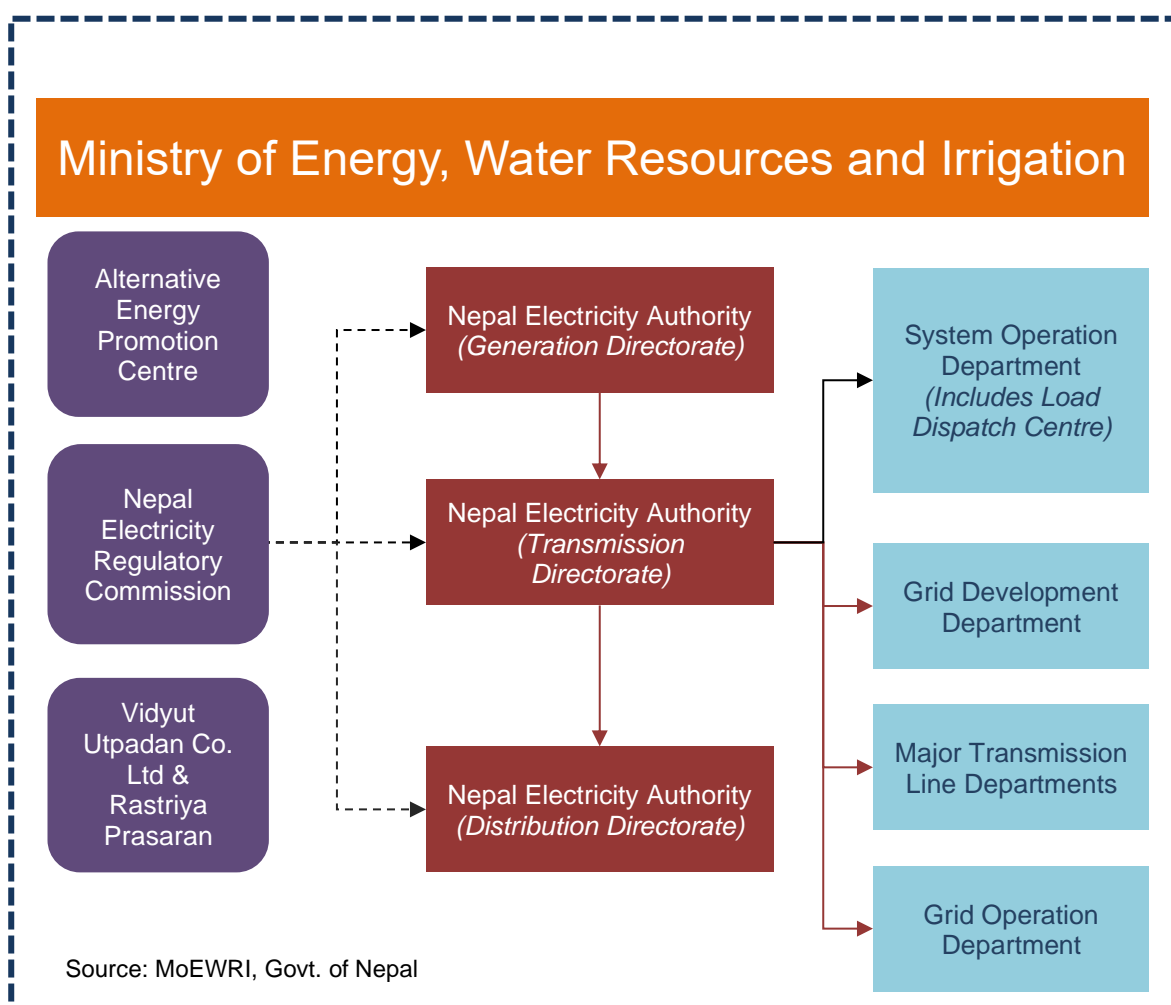 Ministry of Energy, Water Resources and Irrigation
Alternative
Energy
Promotion
Centre
Nepal
Electricity
Regulatory
Commission
Vidyut
Utpadan Co.
Ltd &
Rastriya
Prasaran
Nepal Electricity Authority
(Generation Directorate)
Nepal Electricity Authority
(Transmission
Directorate)
Nepal Electricity Authority
(Distribution Directorate)
System Operation
Department
(Includes Load
Dispatch Centre)
Grid Development
Department
Major Transmission
Line Departments
Grid Operation
Department
Source: MoEWRI, Govt. of Nepal